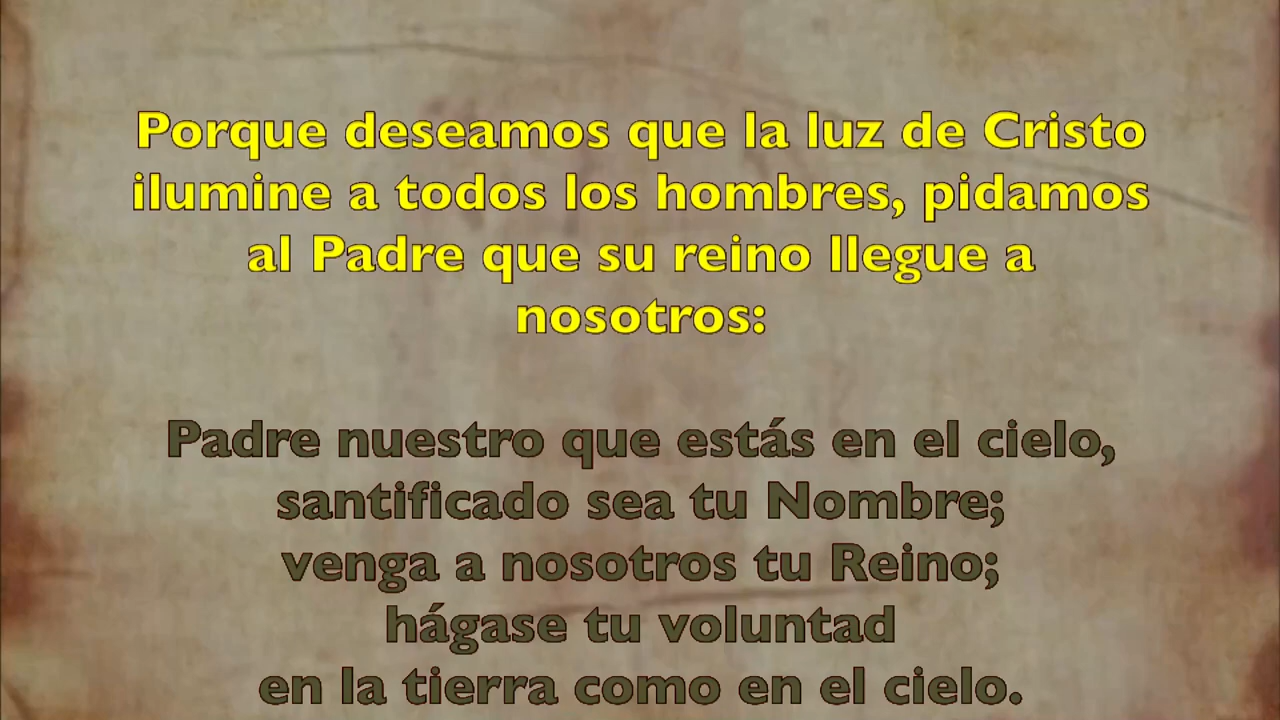 Porque deseamos que la luz de Cristo
ilumine a todos los hombres, pidamos
al Padre que su reino llegue a
nosotros:
Padre nuestro que estás en el cielo,
santificado sea tu Nombre;
venga a nosotros tu Reino;
hágase tu voluntad
en la tierra como en el cielo.